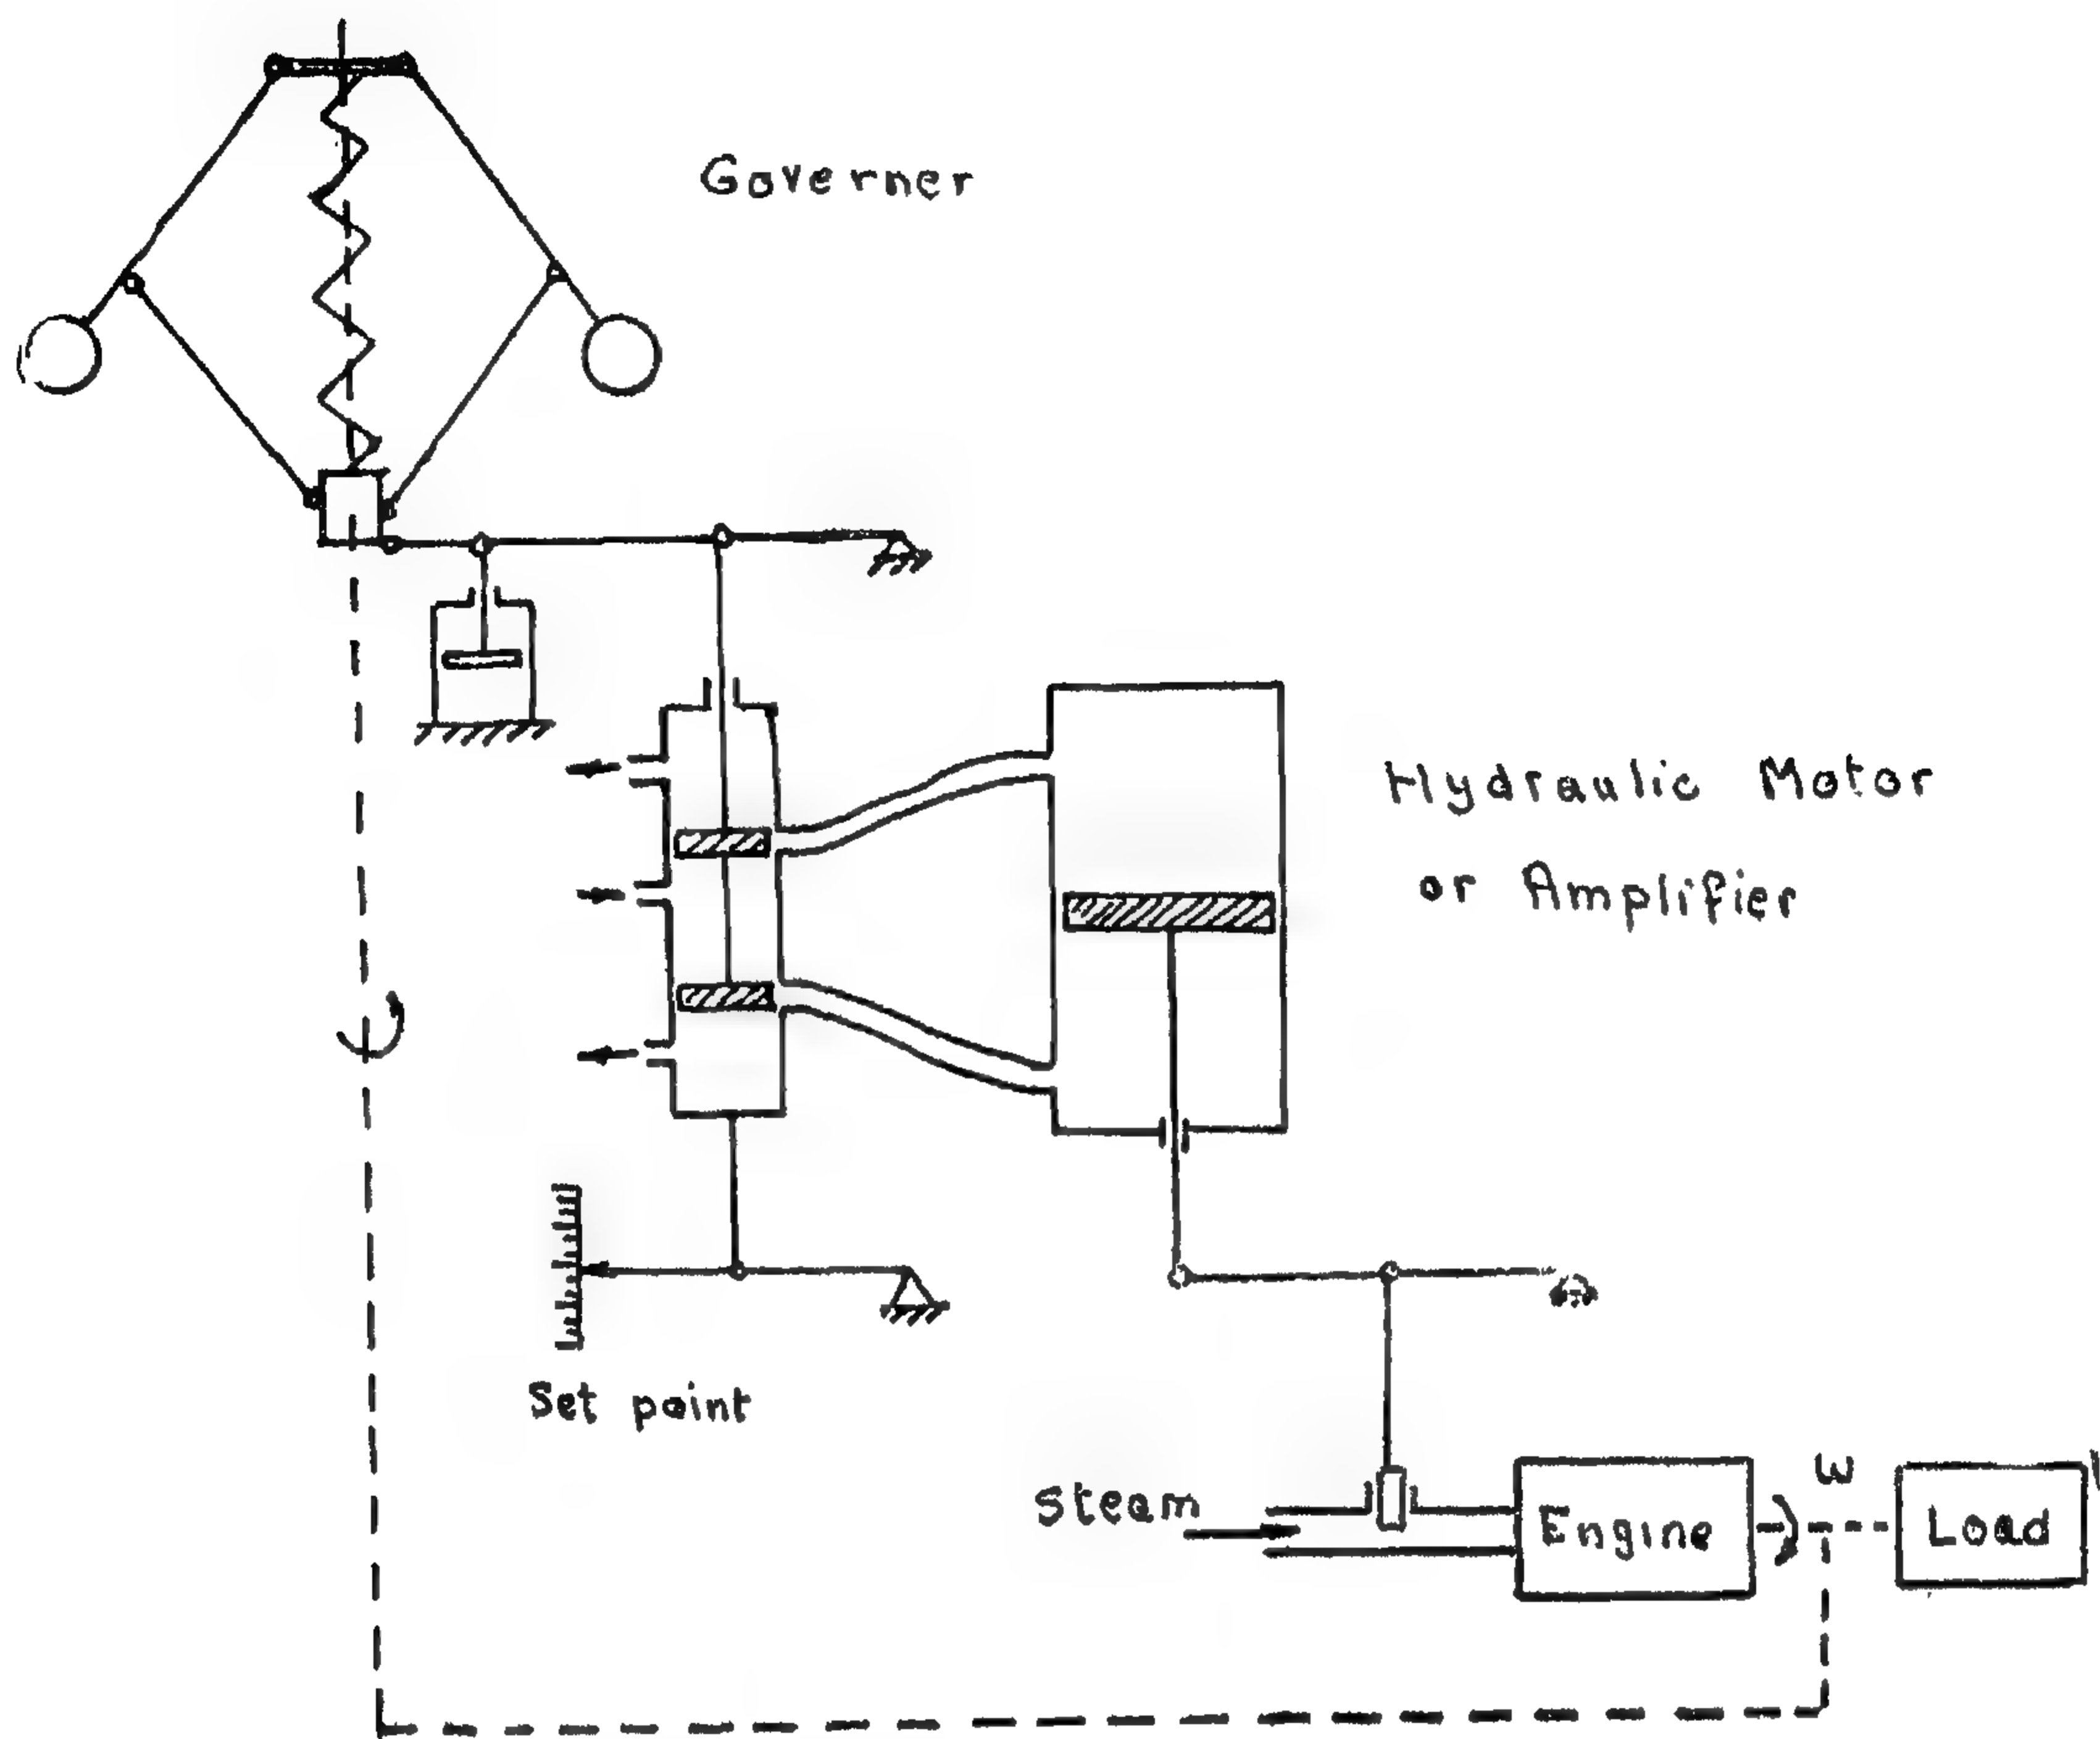 Governer
Hydraulic Motor
or Amplifier
Set point
Steam
Engine
ω
Load